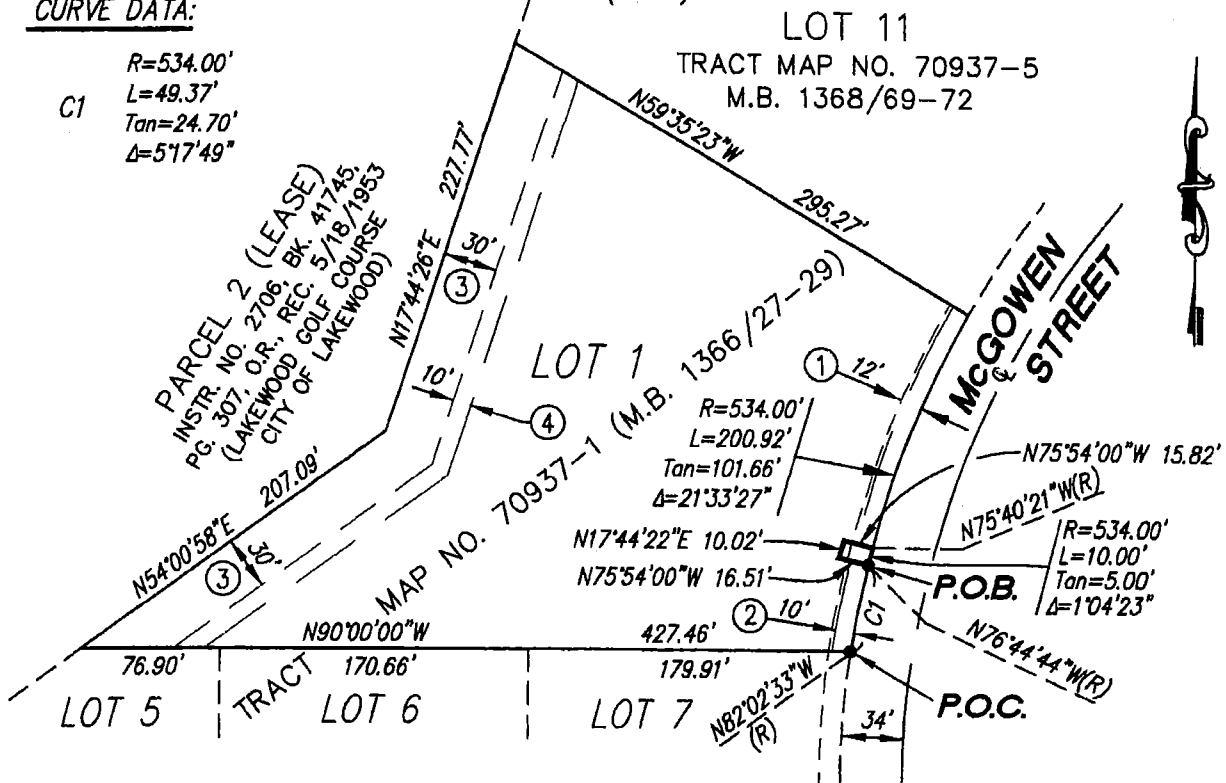 CURVE DATA:
C1
R=534.00'
L=49.37'
Tan=24.70'
Δ=5°17'49"
LOT 11
TRACT MAP NO. 70937-5
M.B. 1368/69-72
N59°35'23"W
295.27'
227.77'
N17°44'26"E
PARCEL 2 (LEASE)
INSTR. NO. 2706, BK. 41745,
PG. 307, O.R., REC. 5/18/1953
(LAKEWOOD GOLF COURSE
CITY OF LAKEWOOD)
30'
3
10'
4
LOT 1
TRACT MAP NO. 70937-1 (M.B. 1366/27-29)
1
12'
McGOWEN
STREET
℄
R=534.00'
L=200.92'
Tan=101.66'
Δ=21°33'27"
N75°54'00"W 15.82'
N75°40'21"W(R)
N17°44'22"E 10.02'
N75°54'00"W 16.51'
R=534.00'
L=10.00'
Tan=5.00'
Δ=1°04'23"
P.O.B.
207.09'
N54°00'58"E
30'
3
2
10'
C1
N76°44'44"W(R)
N90°00'00"W
427.46'
76.90'
170.66'
179.91'
LOT 5
LOT 6
LOT 7
N82°02'33"W
(R)
P.O.C.
34'